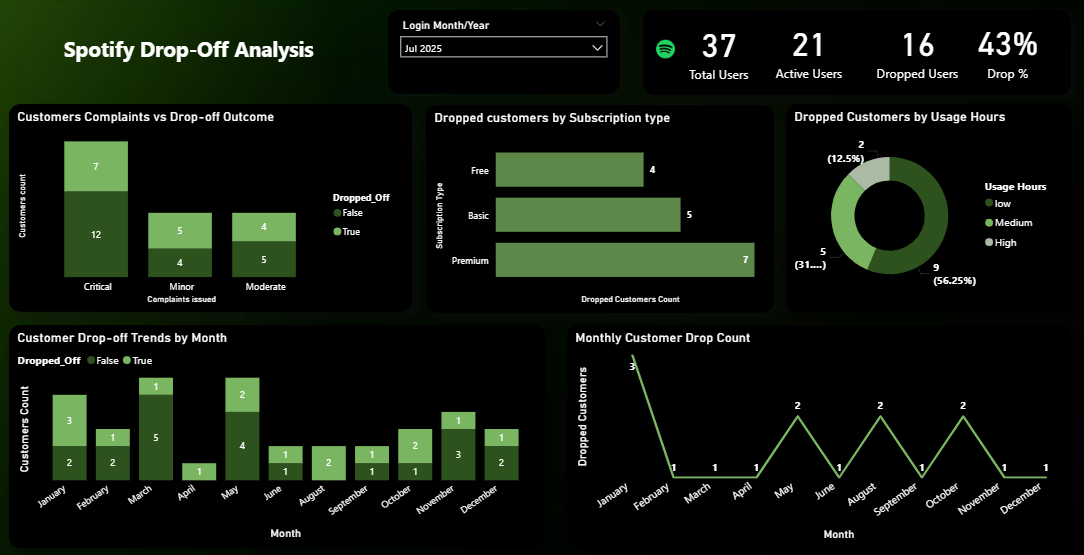 Spotify Drop-Off Analysis
Login Month/Year
Jul 2025
37
Total Users
21
Active Users
16
Dropped Users
43%
Drop %
Customers Complaints vs Drop-off Outcome
Customers count
7
12
5
4
4
5
Critical
Minor
Moderate
Complaints issued
Dropped_Off
False
True
Dropped customers by Subscription type
Subscription Type
Free
4
Basic
5
Premium
7
Dropped Customers Count
Dropped Customers by Usage Hours
2
(12.5%)
5
(31....)
9
(56.25%)
Usage Hours
low
Medium
High
Customer Drop-off Trends by Month
Dropped_Off False True
Customers Count
3
2
1
2
1
5
1
2
4
1
1
2
1
1
2
1
1
3
1
2
January
February
March
April
May
June
August
September
October
November
December
Month
Monthly Customer Drop Count
Dropped Customers
3
1
1
1
2
1
2
1
2
1
1
January
February
March
April
May
June
August
September
October
November
December
Month